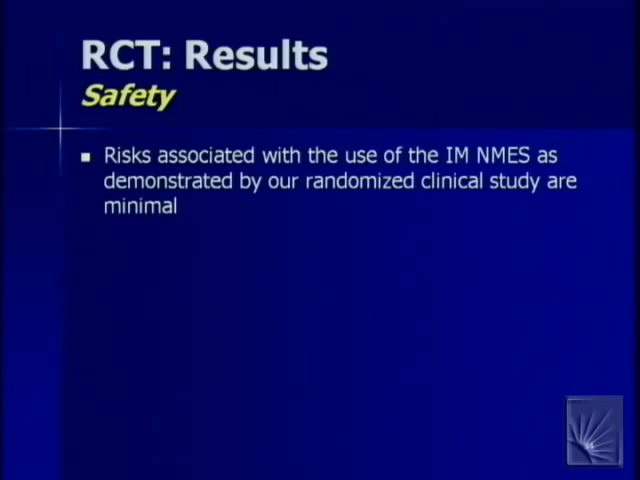 RCT: Results
Safety
Risks associated with the use of the IM NMES as
demonstrated by our randomized clinical study are
minimal